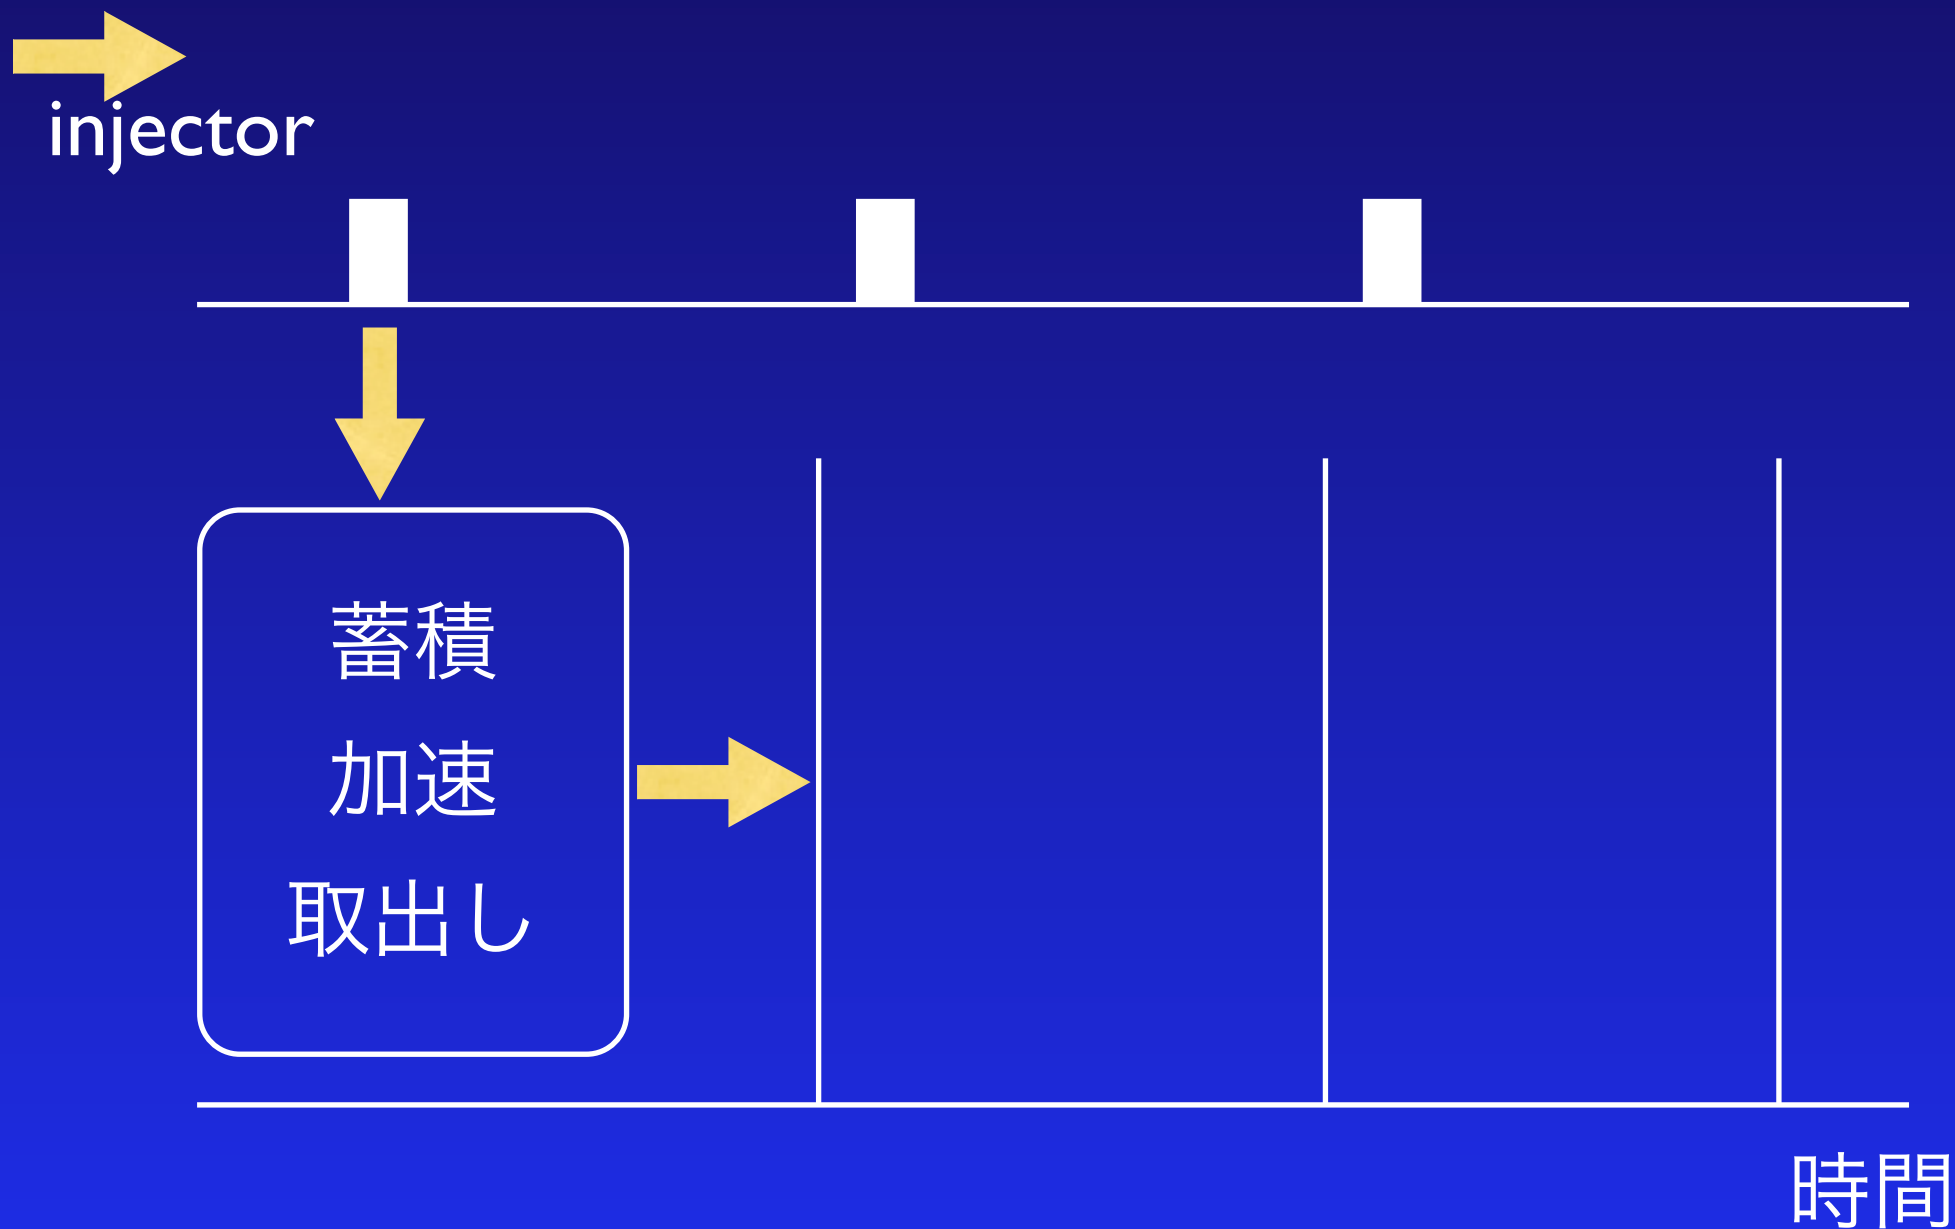 injector
蓄積
加速
取出し
時間